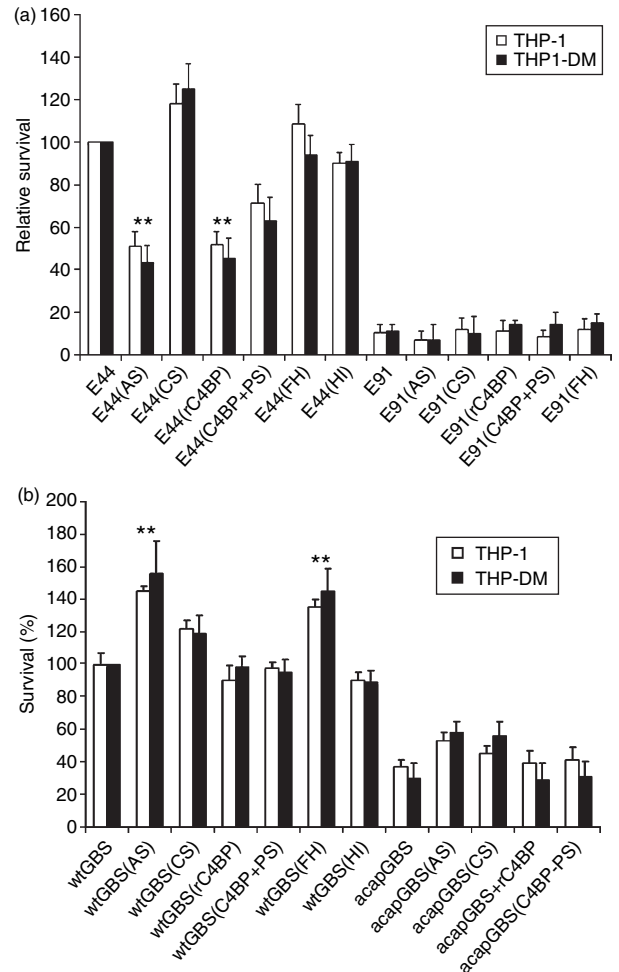 (a)
160
140
120
100
80
60
40
20
0
Relative survival
THP-1
THP1-DM
**
**
E44
E44(AS)
E44(CS)
E44(rC4BP)
E44(C4BP+PS)
E44(FH)
E44(HI)
E91
E91(AS)
E91(CS)
E91(rC4BP)
E91(C4BP+PS)
E91(FH)
(b)
200
180
160
140
120
100
80
60
40
20
0
Survival (%)
THP-1
THP-DM
**
**
wtGBS
wtGBS(AS)
wtGBS(CS)
wtGBS(rC4BP)
wtGBS(C4BP+PS)
wtGBS(FH)
wtGBS(HI)
acapGBS
acapGBS(AS)
acapGBS(CS)
acapGBS+rC4BP
acapGBS(C4BP-PS)